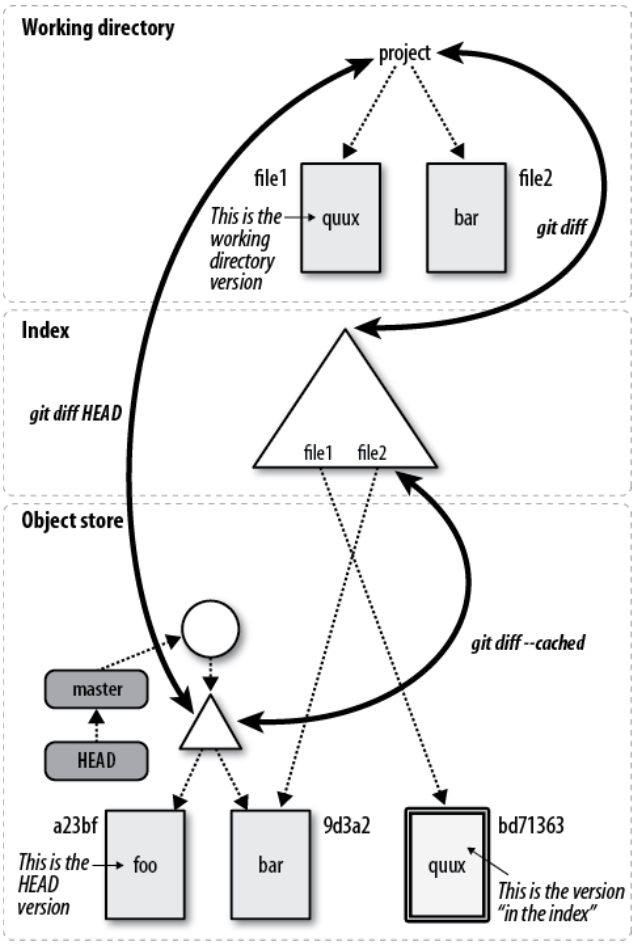 Working directory
project
file1
file2
This is the
working
directory
version
quux
bar
git diff
Index
git diff HEAD
file1
file2
Object store
git diff --cached
master
HEAD
a23bf
9d3a2
bd71363
This is the
HEAD
version
foo
bar
quux
This is the version
“in the index”